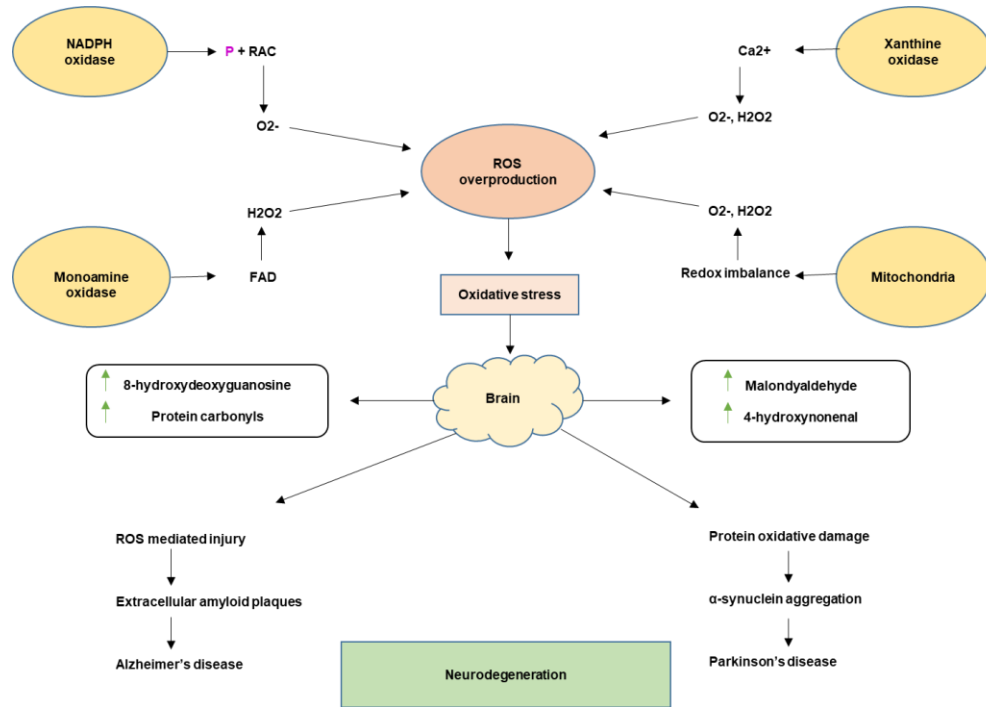 NADPH
oxidase
P + RAC
O2-
Ca2+
Xanthine
oxidase
O2-, H2O2
ROS
overproduction
H2O2
O2-, H2O2
Monoamine
oxidase
FAD
Redox imbalance
Mitochondria
Oxidative stress
8-hydroxydeoxyguanosine
Protein carbonyls
Brain
Malondyaldehyde
4-hydroxynonenal
ROS mediated injury
Extracellular amyloid plaques
Alzheimer's disease
Protein oxidative damage
α-synuclein aggregation
Parkinson's disease
Neurodegeneration